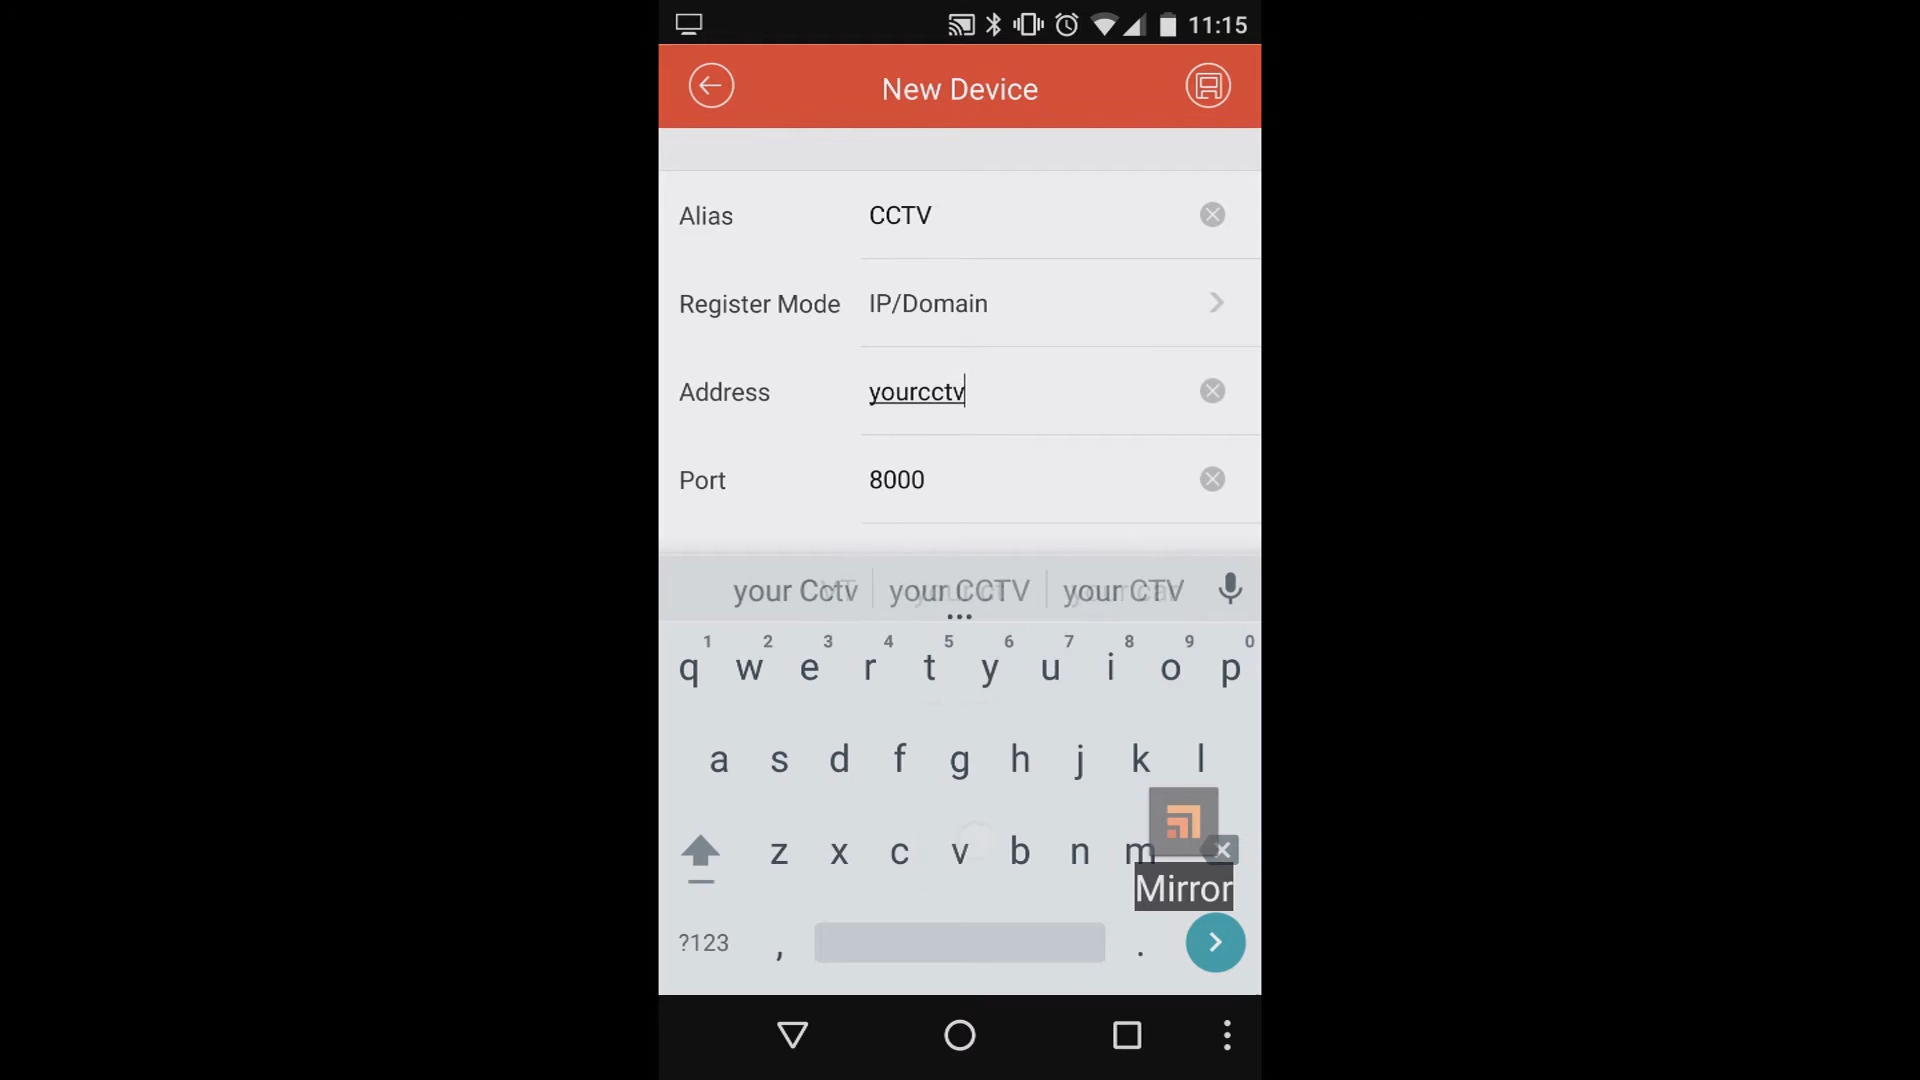 11:15
New Device
Alias CCTV
Register Mode IP/Domain
Address yourcctv
Port 8000
your Cctv your CCTV your CTV
1 2 3 4 5 6 7 8 9 0
q w e r t y u i o p
a s d f g h j k l
z x c v b n m
Mirror
?123 , .